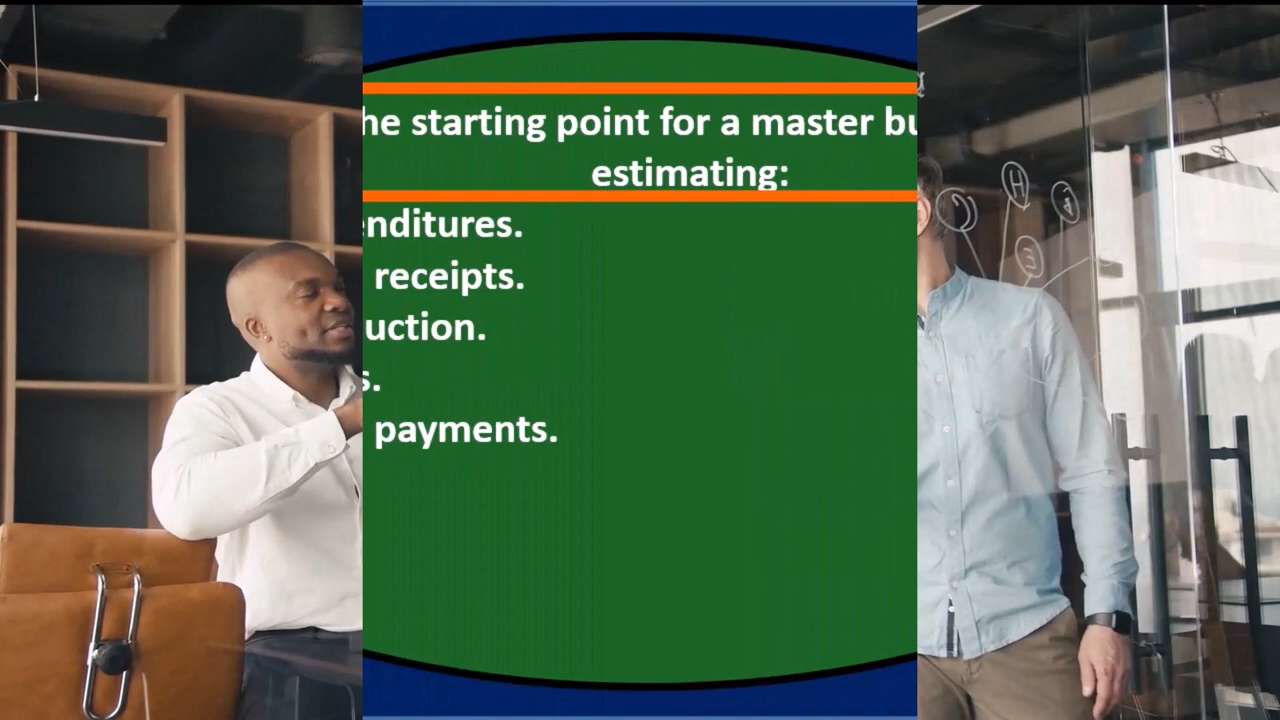 he starting point for a master bu
estimating:
enditures.
receipts.
uction.
s.
payments.